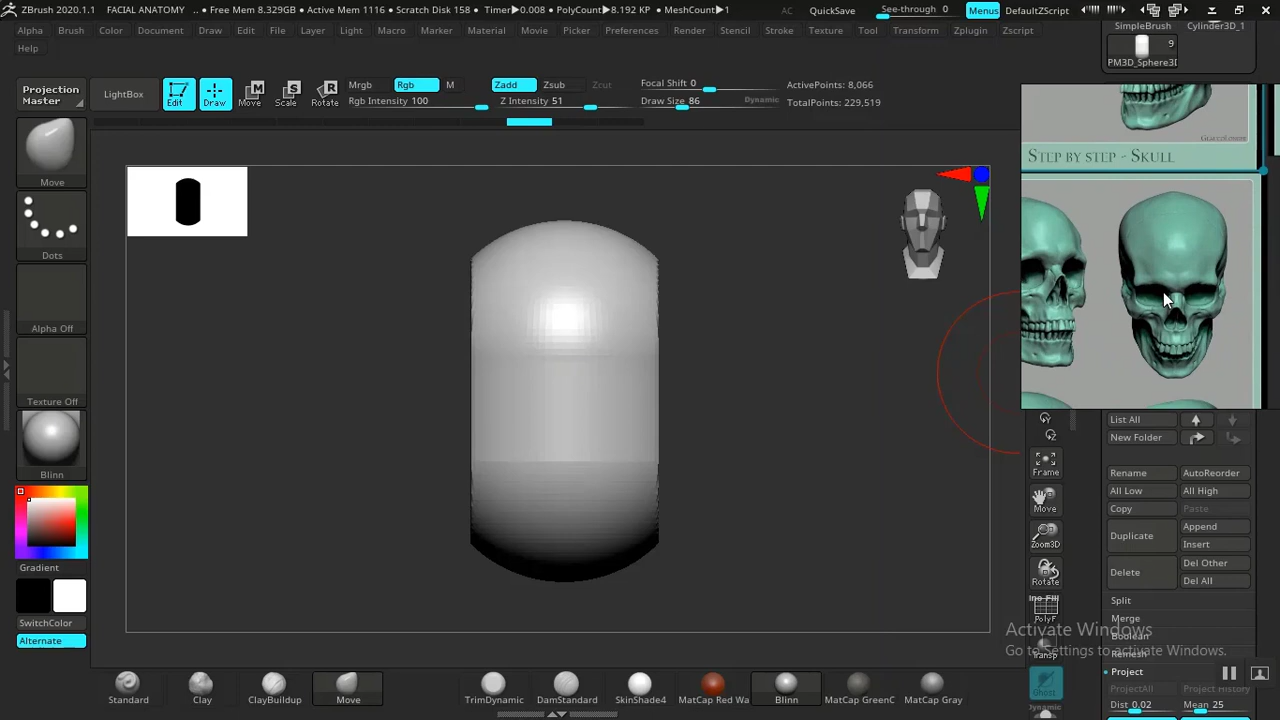 ZBrush 2020.1.1 FACIAL ANATOMY .. • Free Mem 8.329GB • Active Mem 1116 • Scratch Disk 158 • Timer▶0.008 • PolyCount▶8.192 KP • MeshCount▶1 AC QuickSave See-through 0 Menus DefaultZScript
Alpha Brush Color Document Draw Edit File Layer Light Macro Marker Material Movie Picker Preferences Render Stencil Stroke Texture Tool Transform Zplugin Zscript
Help
SimpleBrush Cylinder3D_1
9
PM3D_Sphere3D
Projection Master
LightBox
Edit Draw Move Scale Rotate
Mrgb Rgb M
Rgb Intensity 100
Zadd Zsub Zcut
Z Intensity 51
Focal Shift 0
Draw Size 86 Dynamic
ActivePoints: 8,066
TotalPoints: 229,519
Move
Dots
Alpha Off
Texture Off
Blinn
Gradient
SwitchColor
Alternate
STEP BY STEP - SKULL
Frame
Move
Zoom3D
Rotate
PolyF
Transp
Ghost
Dynamic
List All
New Folder
Rename AutoReorder
All Low All High
Copy Paste
Duplicate Append
Insert
Delete Del Other
Del All
Split
Merge
Boolean
Remesh
Project
ProjectAll Project History
Dist 0.02 Mean 25
Activate Windows
Go to Settings to activate Windows.
Standard Clay ClayBuildup Move TrimDynamic DamStandard SkinShade4 MatCap Red Wa Blinn MatCap GreenC MatCap Gray